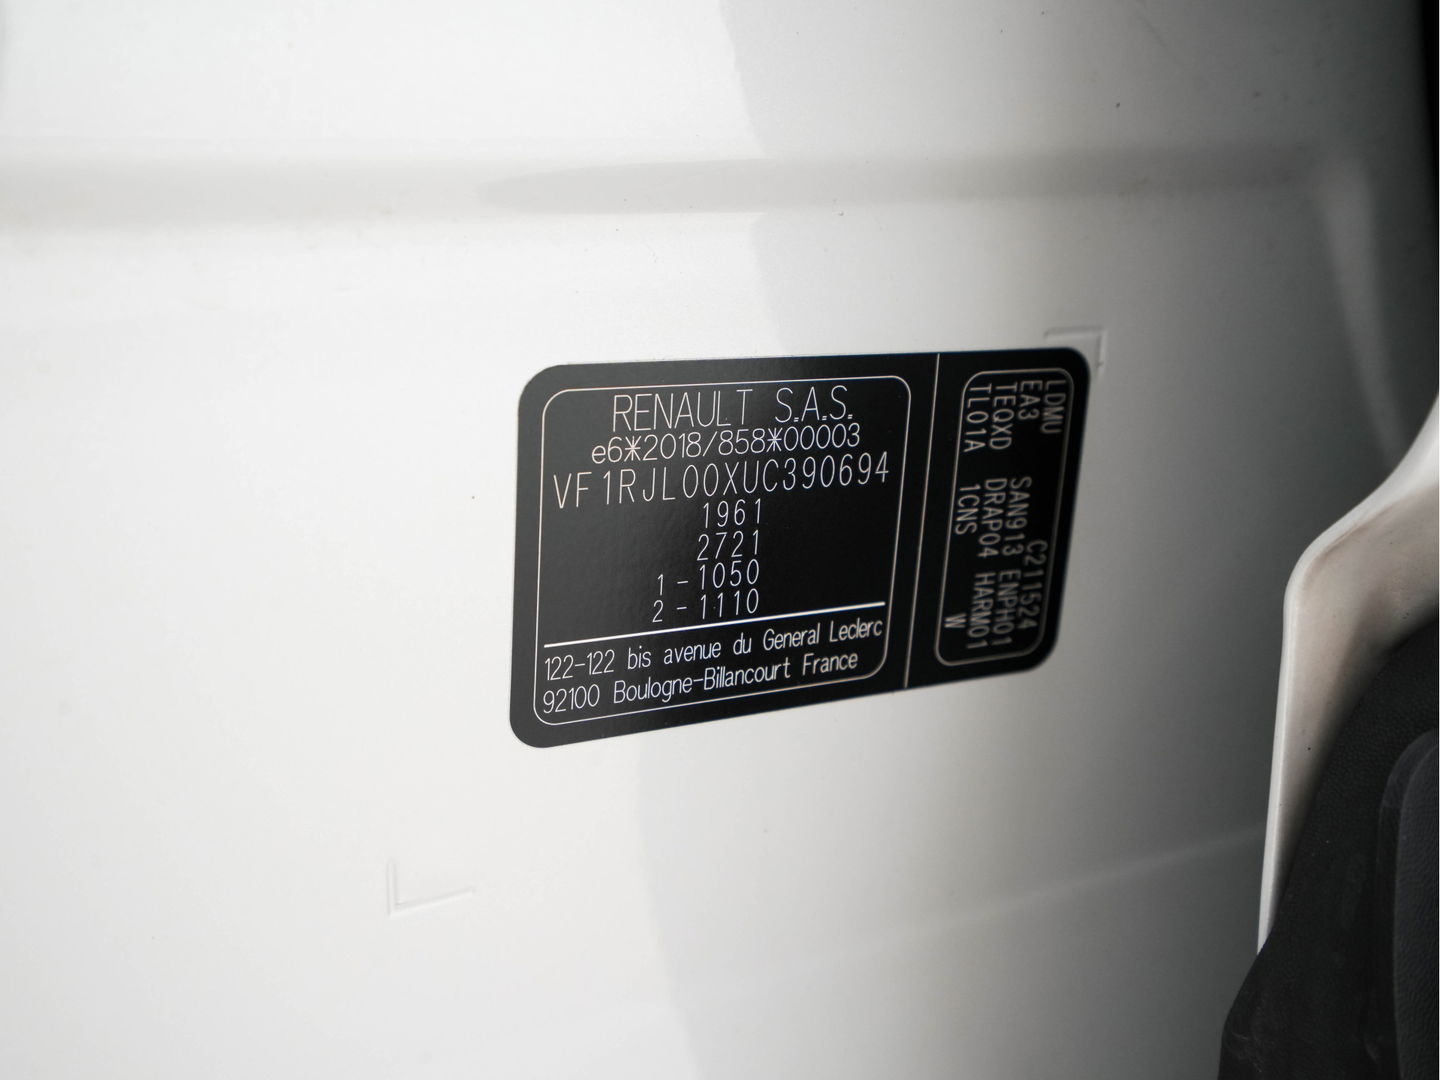 RENAULT S.A.S.
e6*2018/858*00003
VF1RJL00XUC390694
1961
2721
1-1050
2-1110
122-122 bis avenue du General Leclerc
92100 Boulogne-Billancourt France
LDMU C211524
EA3 SAN913 ENPH01
TEQXD DRAP04 HARM01
TL01A 1CNS W